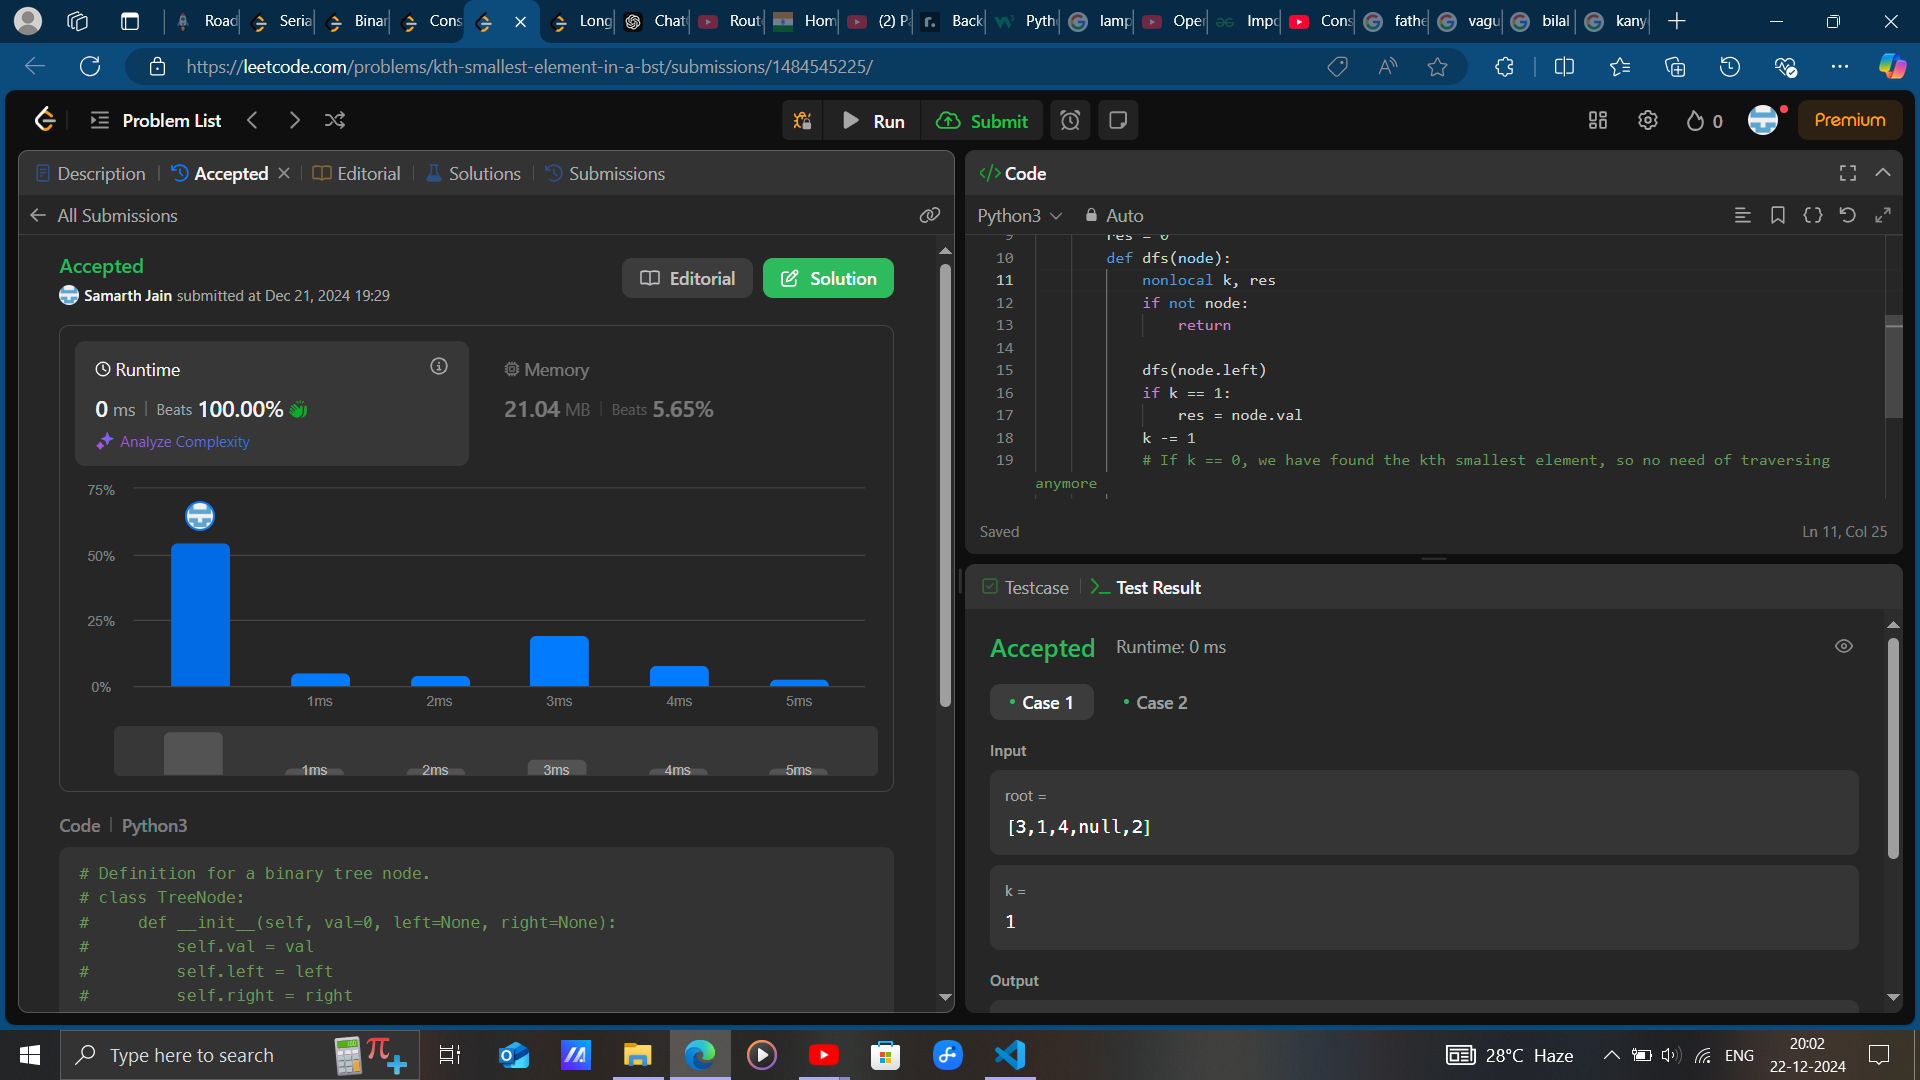 Road
Seria
Binar
Cons
Long
Chat
Rout
Hom
(2) P
Back
Pyth
lamp
Oper
Impo
Cons
fathe
vagu
bilal
kany
https://leetcode.com/problems/kth-smallest-element-in-a-bst/submissions/1484545225/
Problem List
Run
Submit
0
Premium
Description
Accepted
Editorial
Solutions
Submissions
All Submissions
Accepted
Editorial
Solution
Samarth Jain submitted at Dec 21, 2024 19:29
Runtime
0 ms | Beats 100.00%
Analyze Complexity
Memory
21.04 MB | Beats 5.65%
75%
50%
25%
0%
1ms 2ms 3ms 4ms 5ms
1ms 2ms 3ms 4ms 5ms
Code | Python3
# Definition for a binary tree node.
# class TreeNode:
#     def __init__(self, val=0, left=None, right=None):
#         self.val = val
#         self.left = left
#         self.right = right
</> Code
Python3
Auto
9 res = 0
10 def dfs(node):
11 nonlocal k, res
12 if not node:
13 return
14
15 dfs(node.left)
16 if k == 1:
17 res = node.val
18 k -= 1
19 # If k == 0, we have found the kth smallest element, so no need of traversing
anymore
Saved
Ln 11, Col 25
Testcase
Test Result
Accepted Runtime: 0 ms
• Case 1 • Case 2
Input
root =
[3,1,4,null,2]
k =
1
Output
Type here to search
28°C Haze
ENG
20:02
22-12-2024